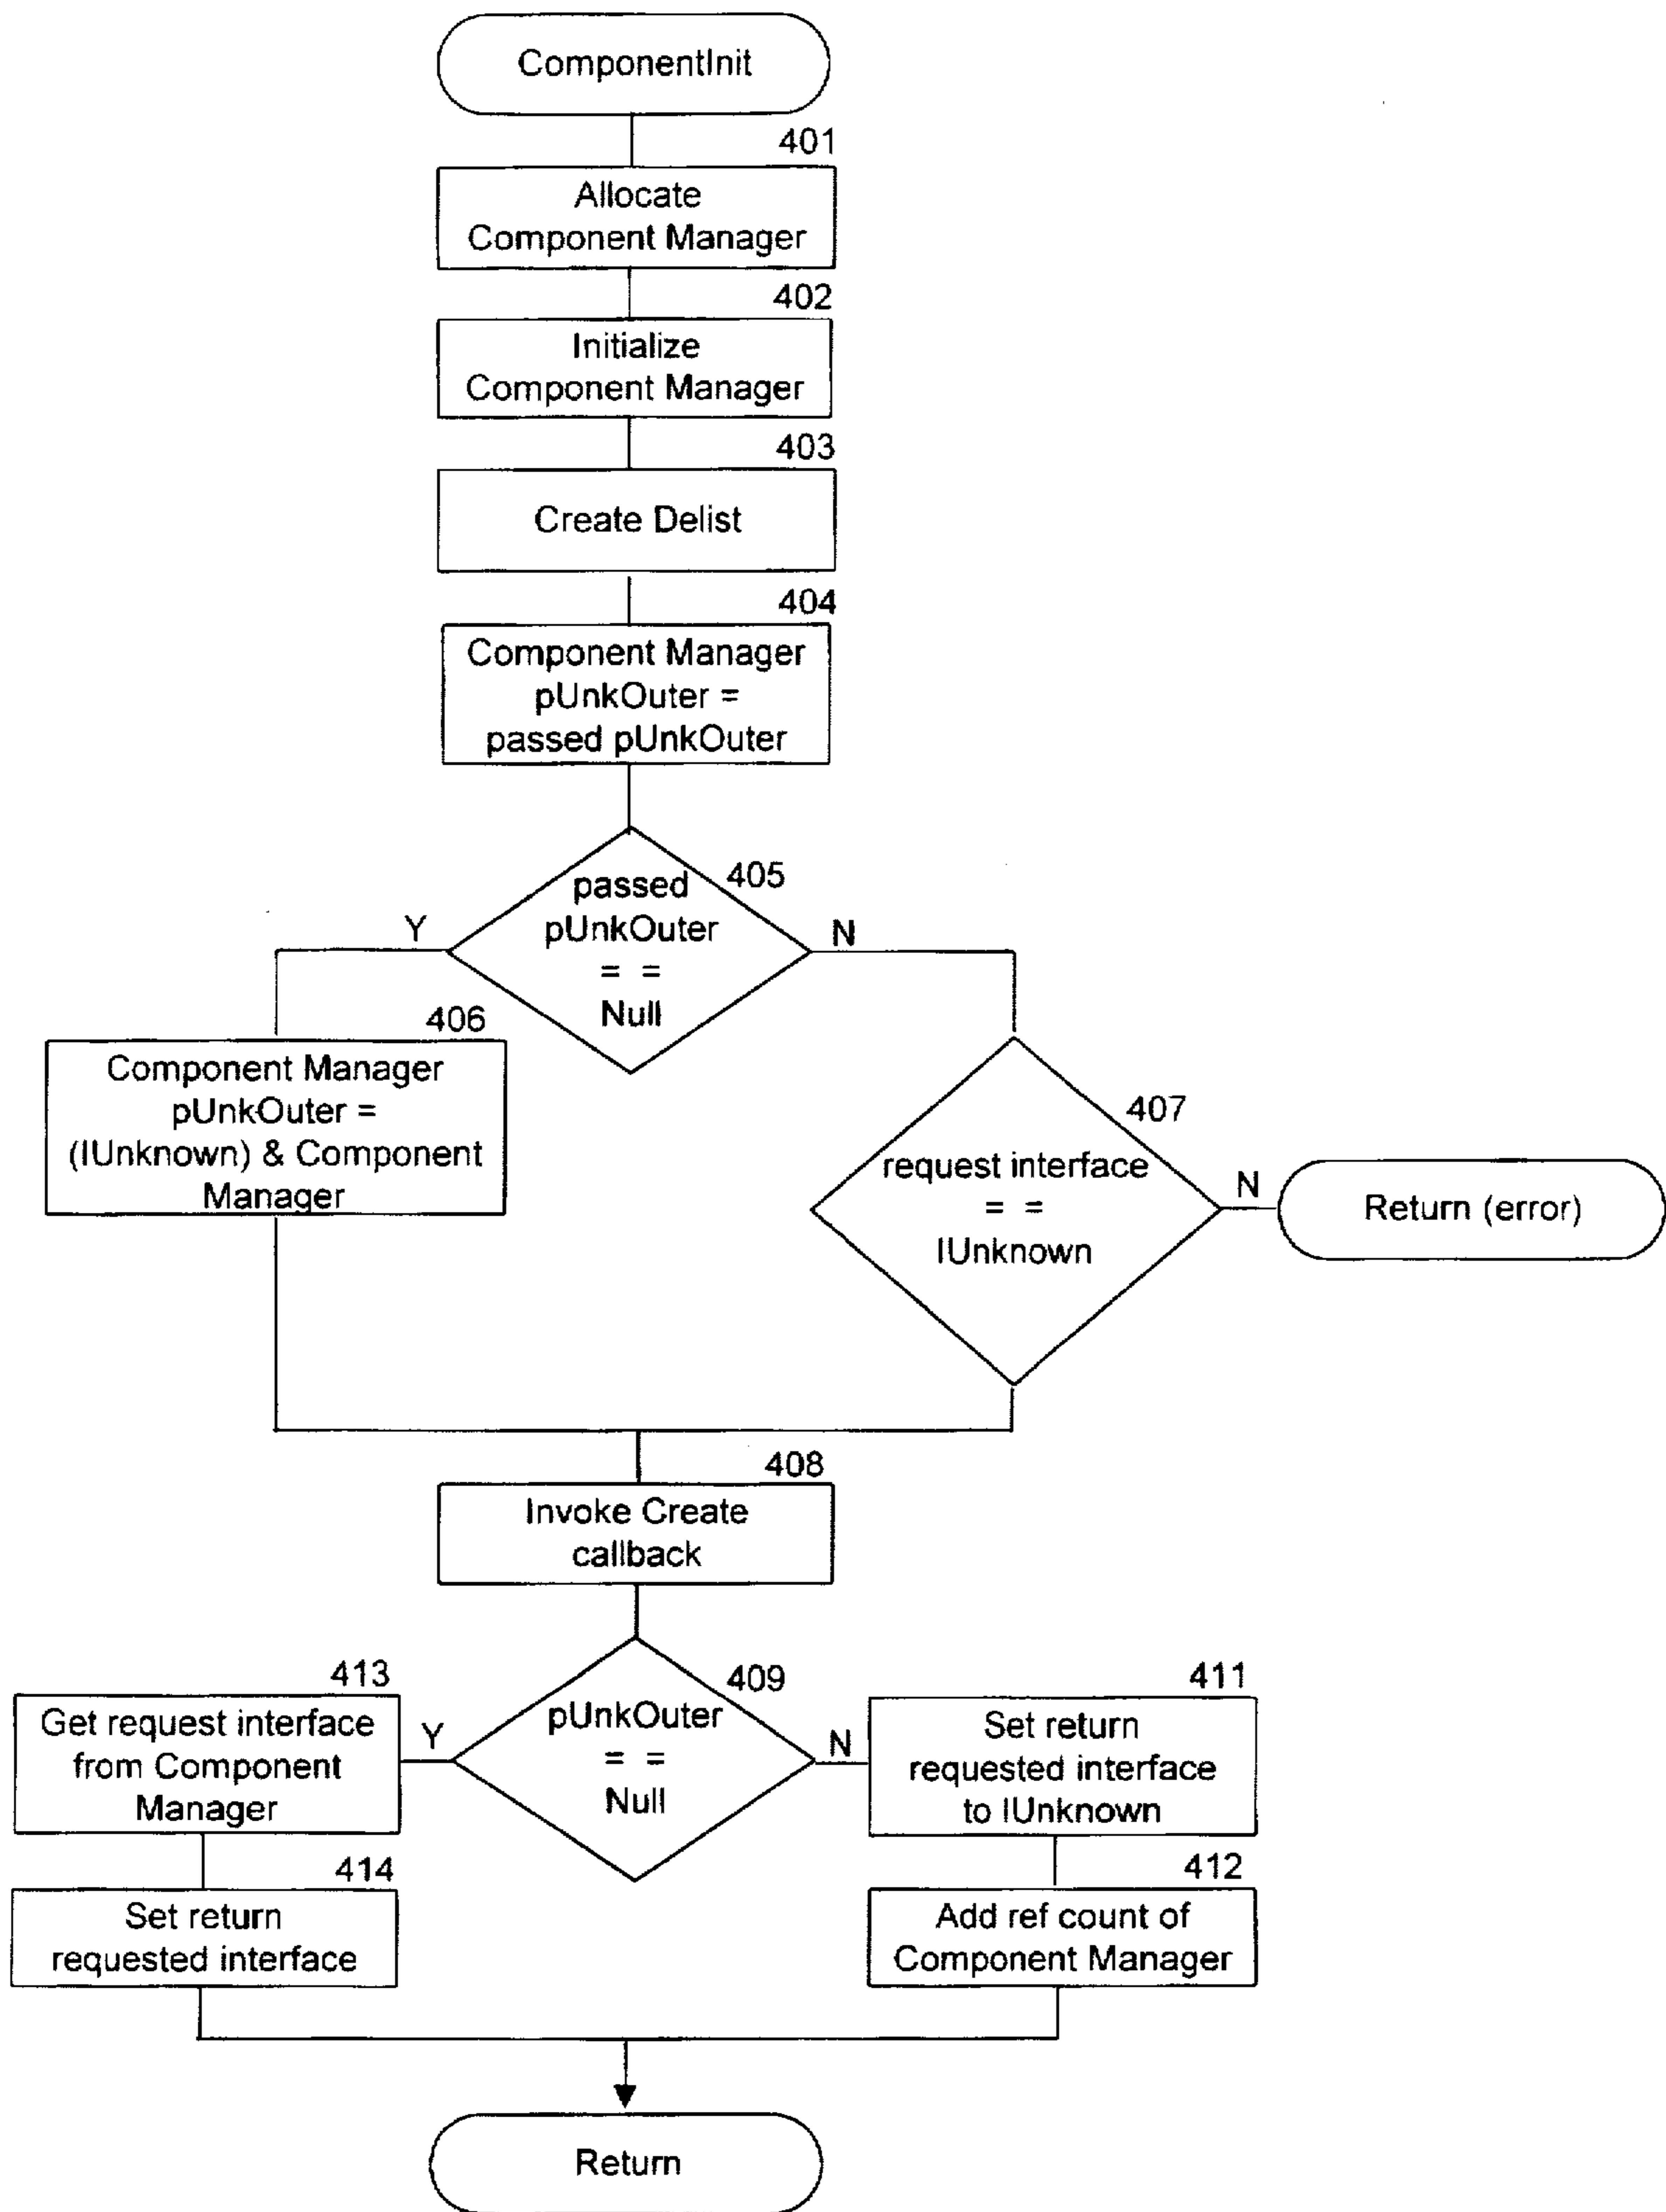 ComponentInit
401
Allocate
Component Manager
402
Initialize
Component Manager
403
Create Delist
404
Component Manager
pUnkOuter =
passed pUnkOuter
405
passed
pUnkOuter
= =
Null
Y
N
406
Component Manager
pUnkOuter =
(IUnknown) & Component
Manager
407
request interface
= =
IUnknown
N
Return (error)
408
Invoke Create
callback
409
pUnkOuter
= =
Null
Y
N
413
Get request interface
from Component
Manager
411
Set return
requested interface
to IUnknown
414
Set return
requested interface
412
Add ref count of
Component Manager
Return